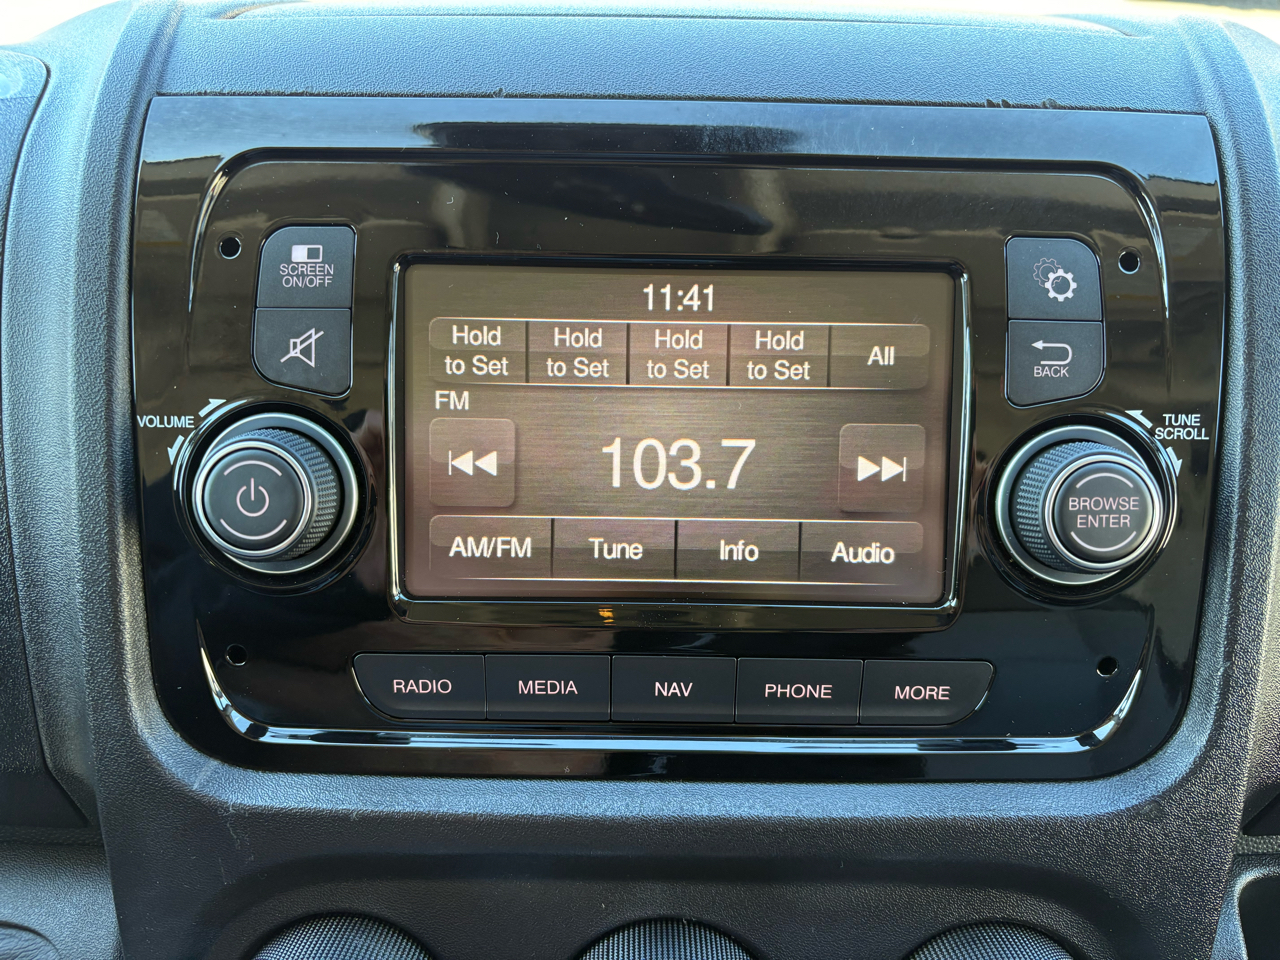 SCREEN
ON/OFF
VOLUME
11:41
Hold
to Set
Hold
to Set
Hold
to Set
Hold
to Set
All
FM
103.7
AM/FM
Tune
Info
Audio
BACK
TUNE
SCROLL
BROWSE
ENTER
RADIO
MEDIA
NAV
PHONE
MORE